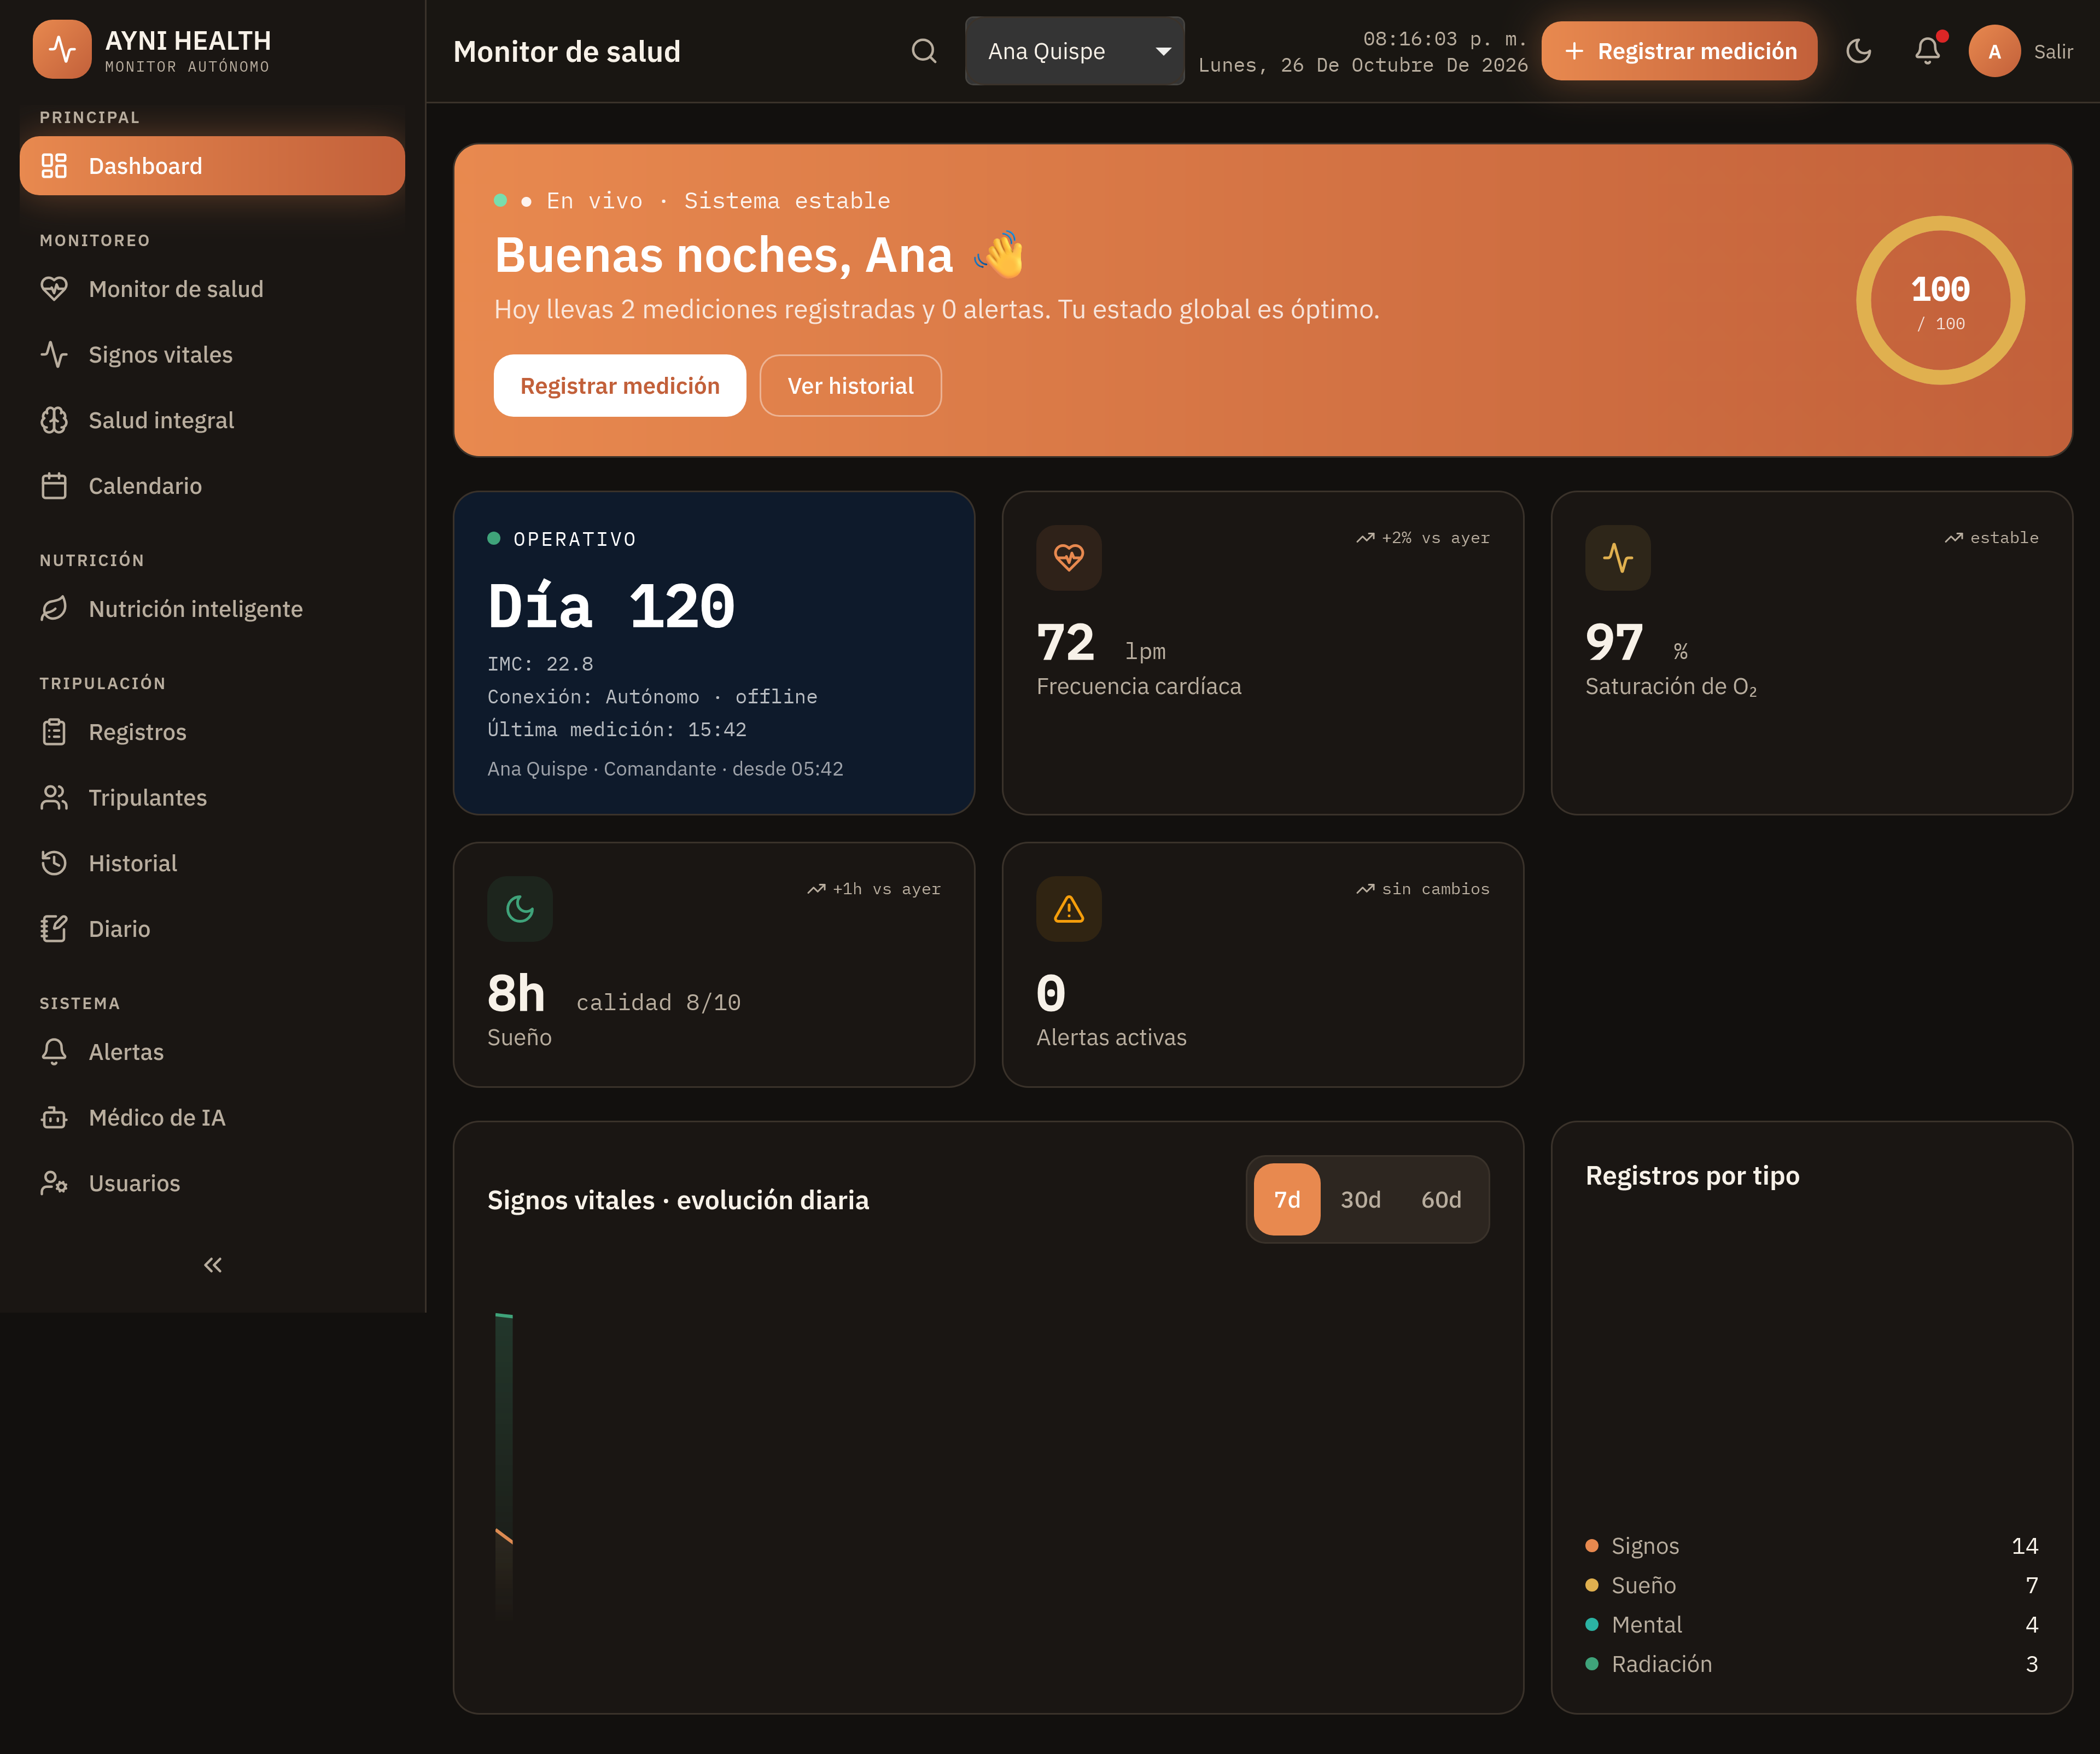 AYNI HEALTH
MONITOR AUTÓNOMO
PRINCIPAL
Dashboard
MONITOREO
Monitor de salud
Signos vitales
Salud integral
Calendario
NUTRICIÓN
Nutrición inteligente
TRIPULACIÓN
Registros
Tripulantes
Historial
Diario
SISTEMA
Alertas
Médico de IA
Usuarios
Monitor de salud
Ana Quispe
08:16:03 p. m.
Lunes, 26 De Octubre De 2026
Registrar medición
A
Salir
En vivo · Sistema estable
Buenas noches, Ana 👋
Hoy llevas 2 mediciones registradas y 0 alertas. Tu estado global es óptimo.
Registrar medición
Ver historial
100
/ 100
OPERATIVO
Día 120
IMC: 22.8
Conexión: Autónomo · offline
Última medición: 15:42
Ana Quispe · Comandante · desde 05:42
+2% vs ayer
72 lpm
Frecuencia cardíaca
estable
97 %
Saturación de O₂
+1h vs ayer
8h calidad 8/10
Sueño
sin cambios
0
Alertas activas
Signos vitales · evolución diaria
7d 30d 60d
Registros por tipo
Signos 14
Sueño 7
Mental 4
Radiación 3